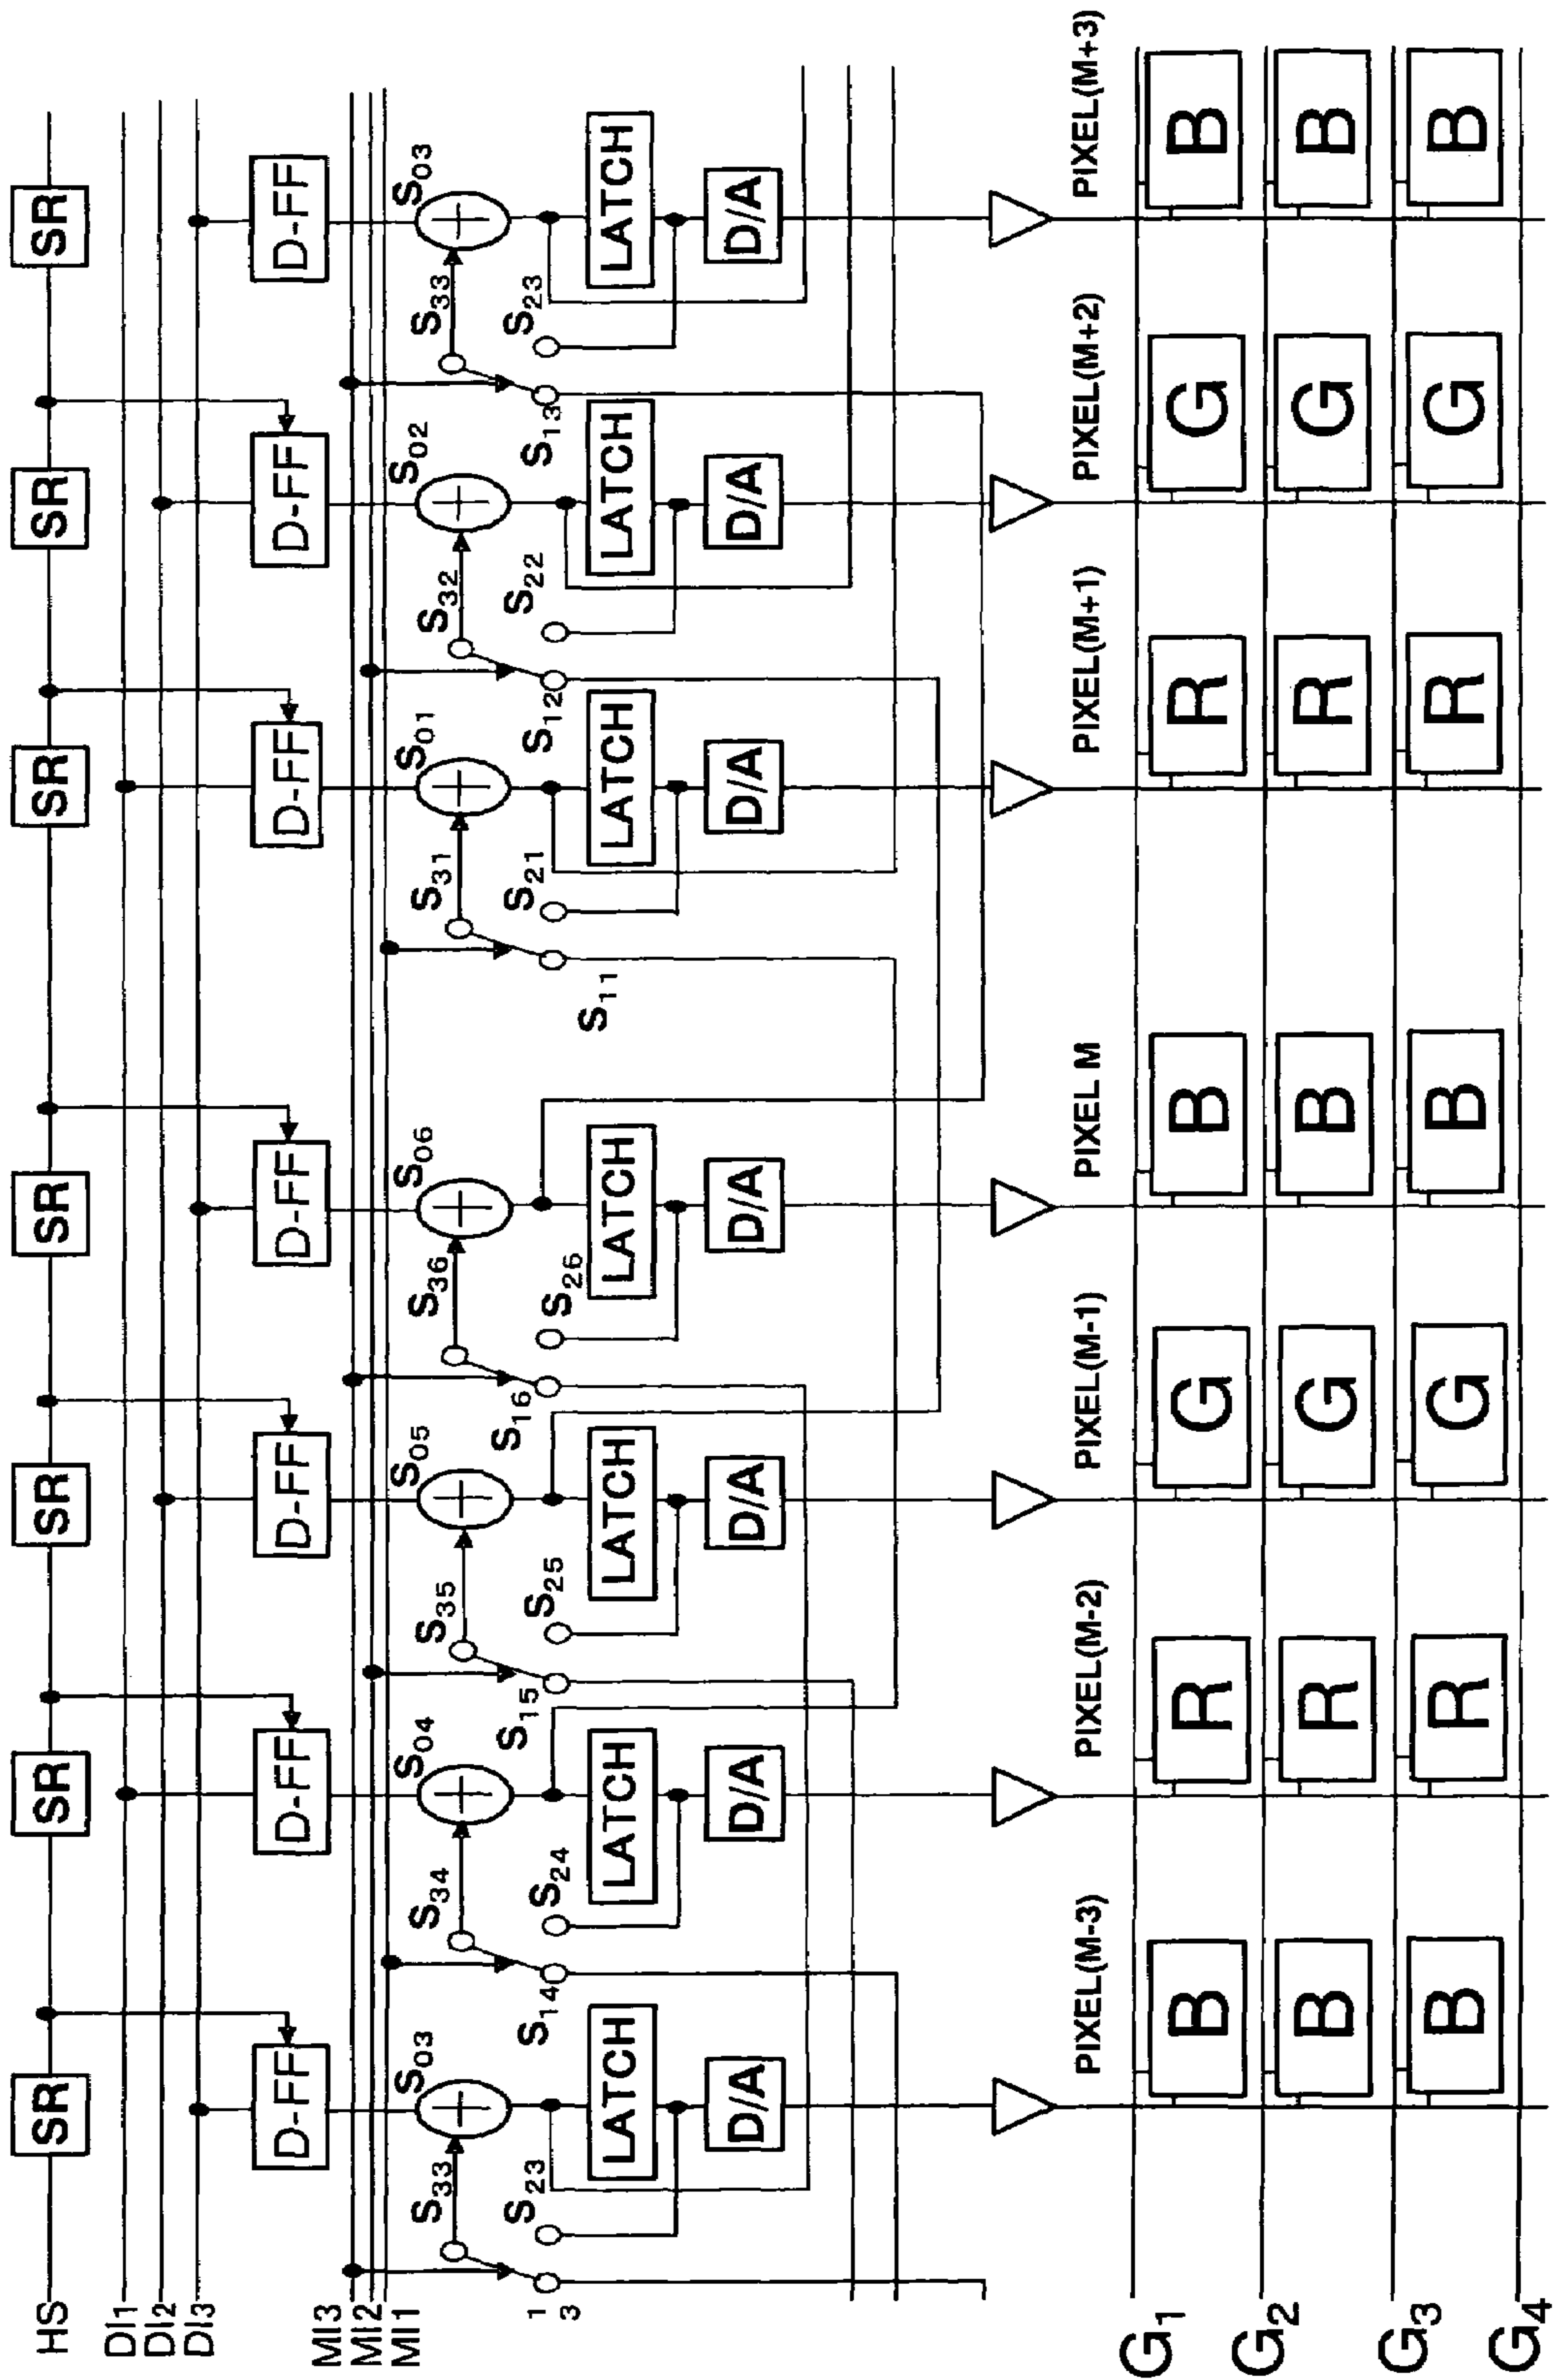 HS SR SR SR SR SR SR SR
DI1
DI2
DI3
D-FF D-FF D-FF D-FF D-FF D-FF D-FF
MI3
MI2
MI1
S03 S04 S05 S06 S01 S02 S03
S33 S34 S35 S36 S31 S32 S33
S23 S24 S25 S26 S21 S22 S23
13 S14 S15 S16 S11 S12 S13
LATCH LATCH LATCH LATCH LATCH LATCH LATCH
D/A D/A D/A D/A D/A D/A D/A
PIXEL(M-3) PIXEL(M-2) PIXEL(M-1) PIXEL M PIXEL(M+1) PIXEL(M+2) PIXEL(M+3)
G1 B R G B R G B
G2 B R G B R G B
G3 B R G B R G B
G4